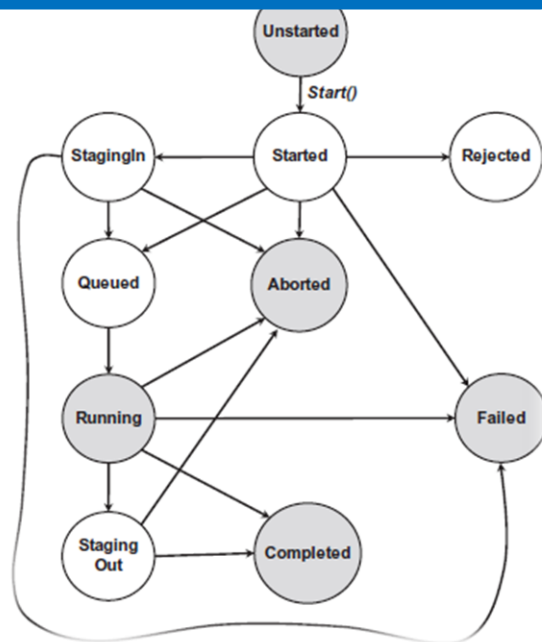 Unstarted
Start()
StagingIn
Started
Rejected
Queued
Aborted
Running
Failed
Staging
Out
Completed